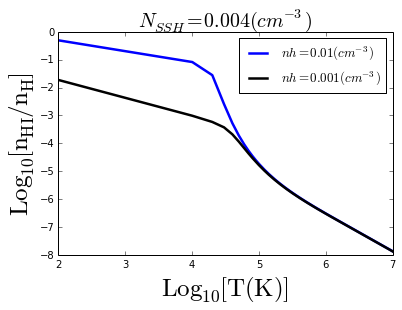 N_SSH = 0.004(cm^-3)
nh = 0.01(cm^-3)
nh = 0.001(cm^-3)
Log10[nHI/nH]
0
−1
−2
−3
−4
−5
−6
−7
−8
2 3 4 5 6 7
Log10[T(K)]